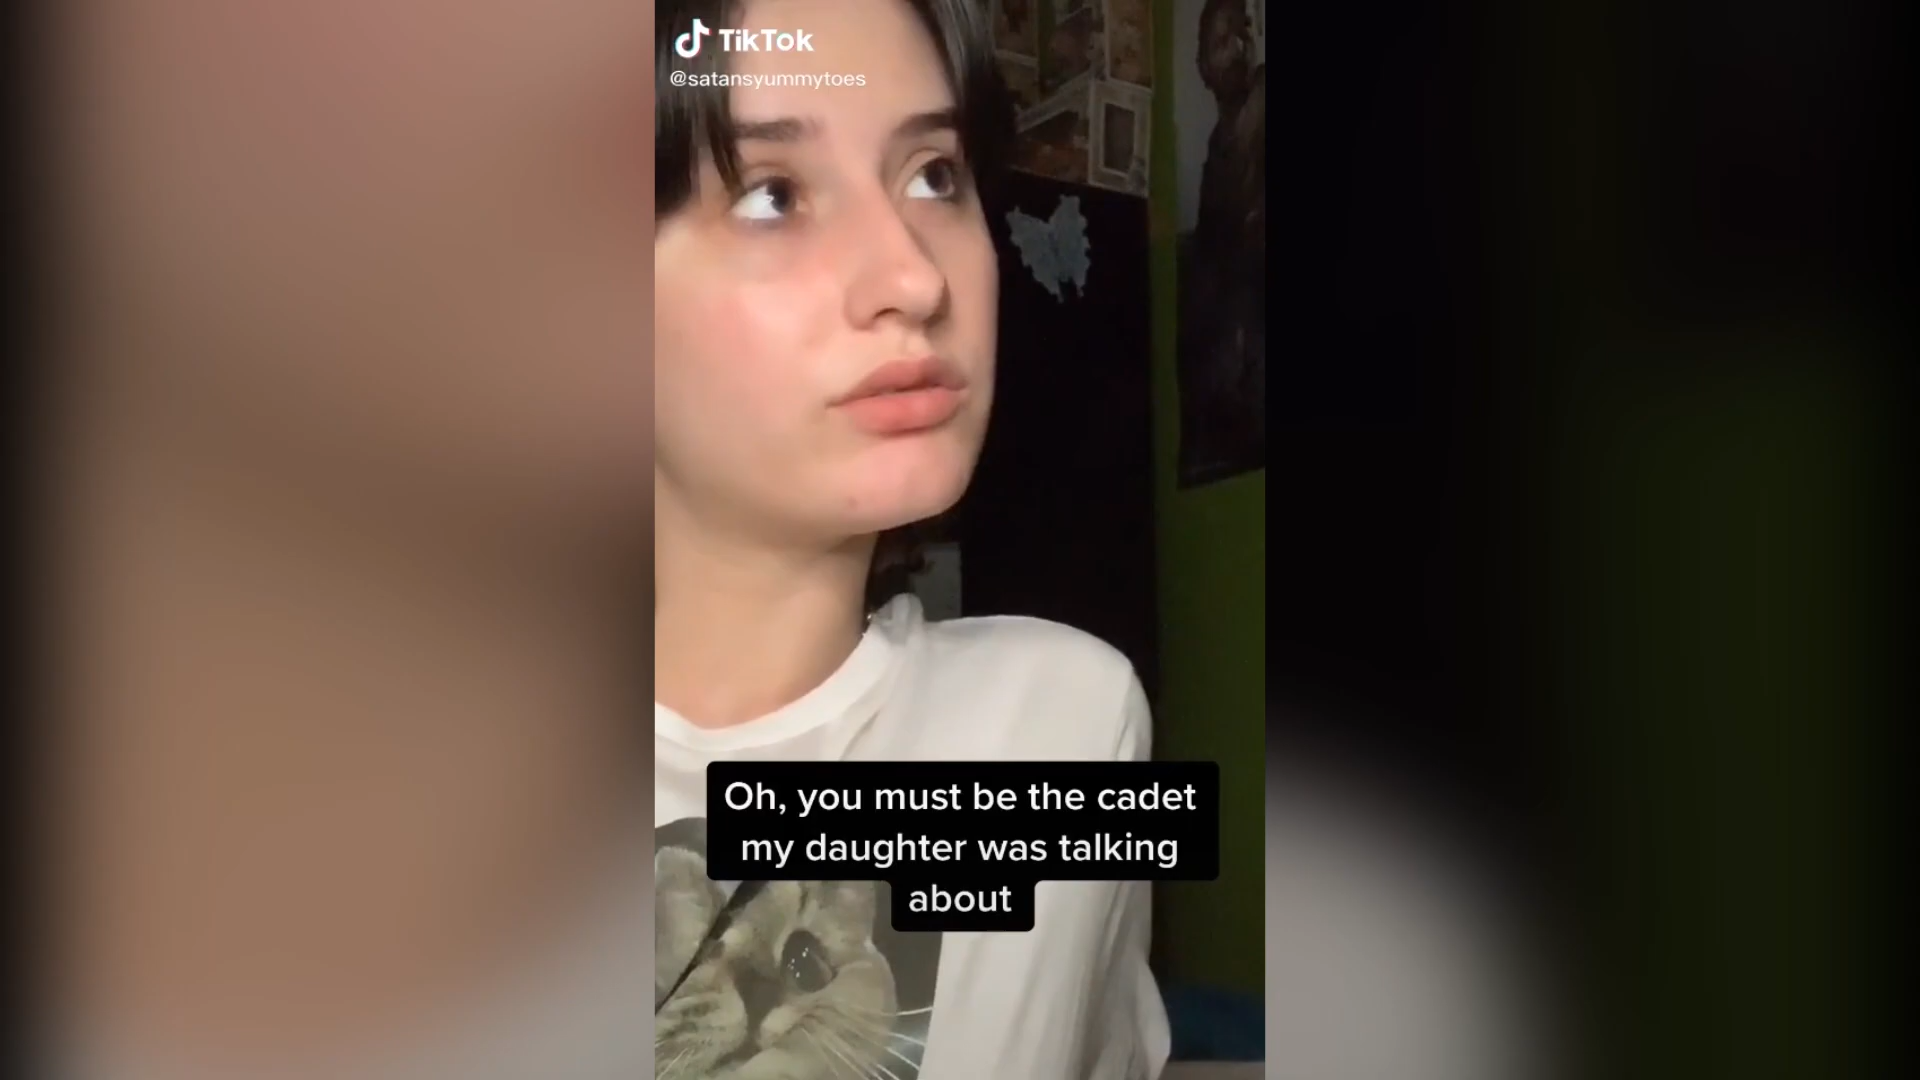 TikTok
@satansyummytoes
Oh, you must be the cadet
my daughter was talking
about